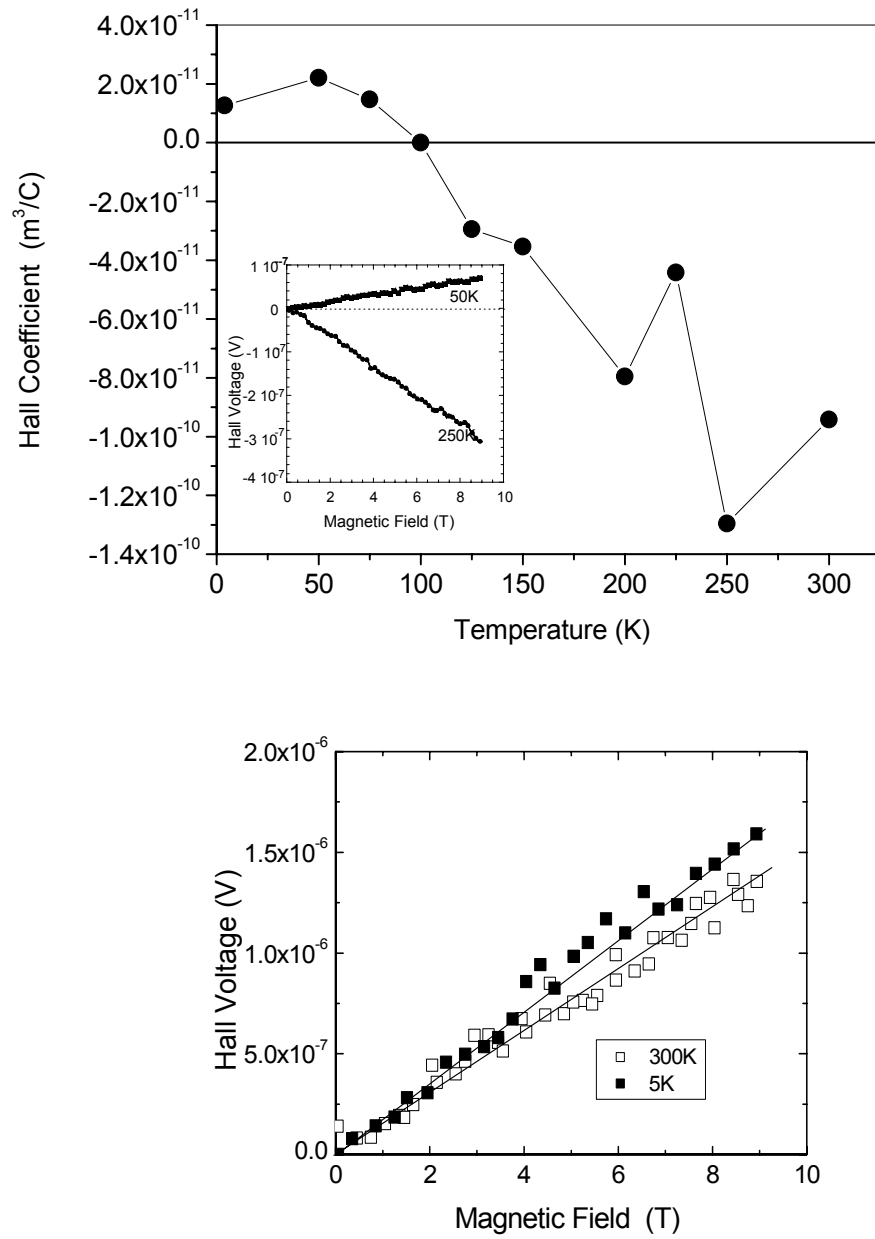 4.0x10⁻¹¹
2.0x10⁻¹¹
0.0
-2.0x10⁻¹¹
-4.0x10⁻¹¹
-6.0x10⁻¹¹
-8.0x10⁻¹¹
-1.0x10⁻¹⁰
-1.2x10⁻¹⁰
-1.4x10⁻¹⁰
Hall Coefficient (m³/C)
0 50 100 150 200 250 300
Temperature (K)
1 10⁻⁷
0
-1 10⁻⁷
-2 10⁻⁷
-3 10⁻⁷
-4 10⁻⁷
Hall Voltage (V)
50K
250K
0 2 4 6 8 10
Magnetic Field (T)
2.0x10⁻⁶
1.5x10⁻⁶
1.0x10⁻⁶
5.0x10⁻⁷
0.0
Hall Voltage (V)
300K
5K
0 2 4 6 8 10
Magnetic Field (T)